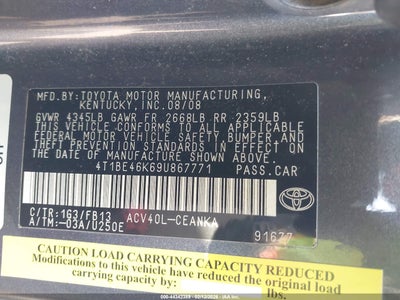 MFD.BY:TOYOTA MOTOR MANUFACTURING,
KENTUCKY, INC. 08/08
GVWR 4345LB GAWR FR 2668LB RR 2359LB
THIS VEHICLE CONFORMS TO ALL APPLICABLE
FEDERAL MOTOR VEHICLE SAFETY, BUMPER, AND
THEFT PREVENTION STANDARDS IN EFFECT ON
THE DATE OF MANUFACTURE SHOWN ABOVE.
4T1BE46K69U867771 PASS.CAR
C/TR:1G3/FB13 ACV40L-CEANKA
A/TM:-03A/U250E
TOYOTA
CAUTION LOAD CARRYING CAPACITY REDUCED
Modifications to this vehicle have reduced the
load carrying capacity by
lbs.